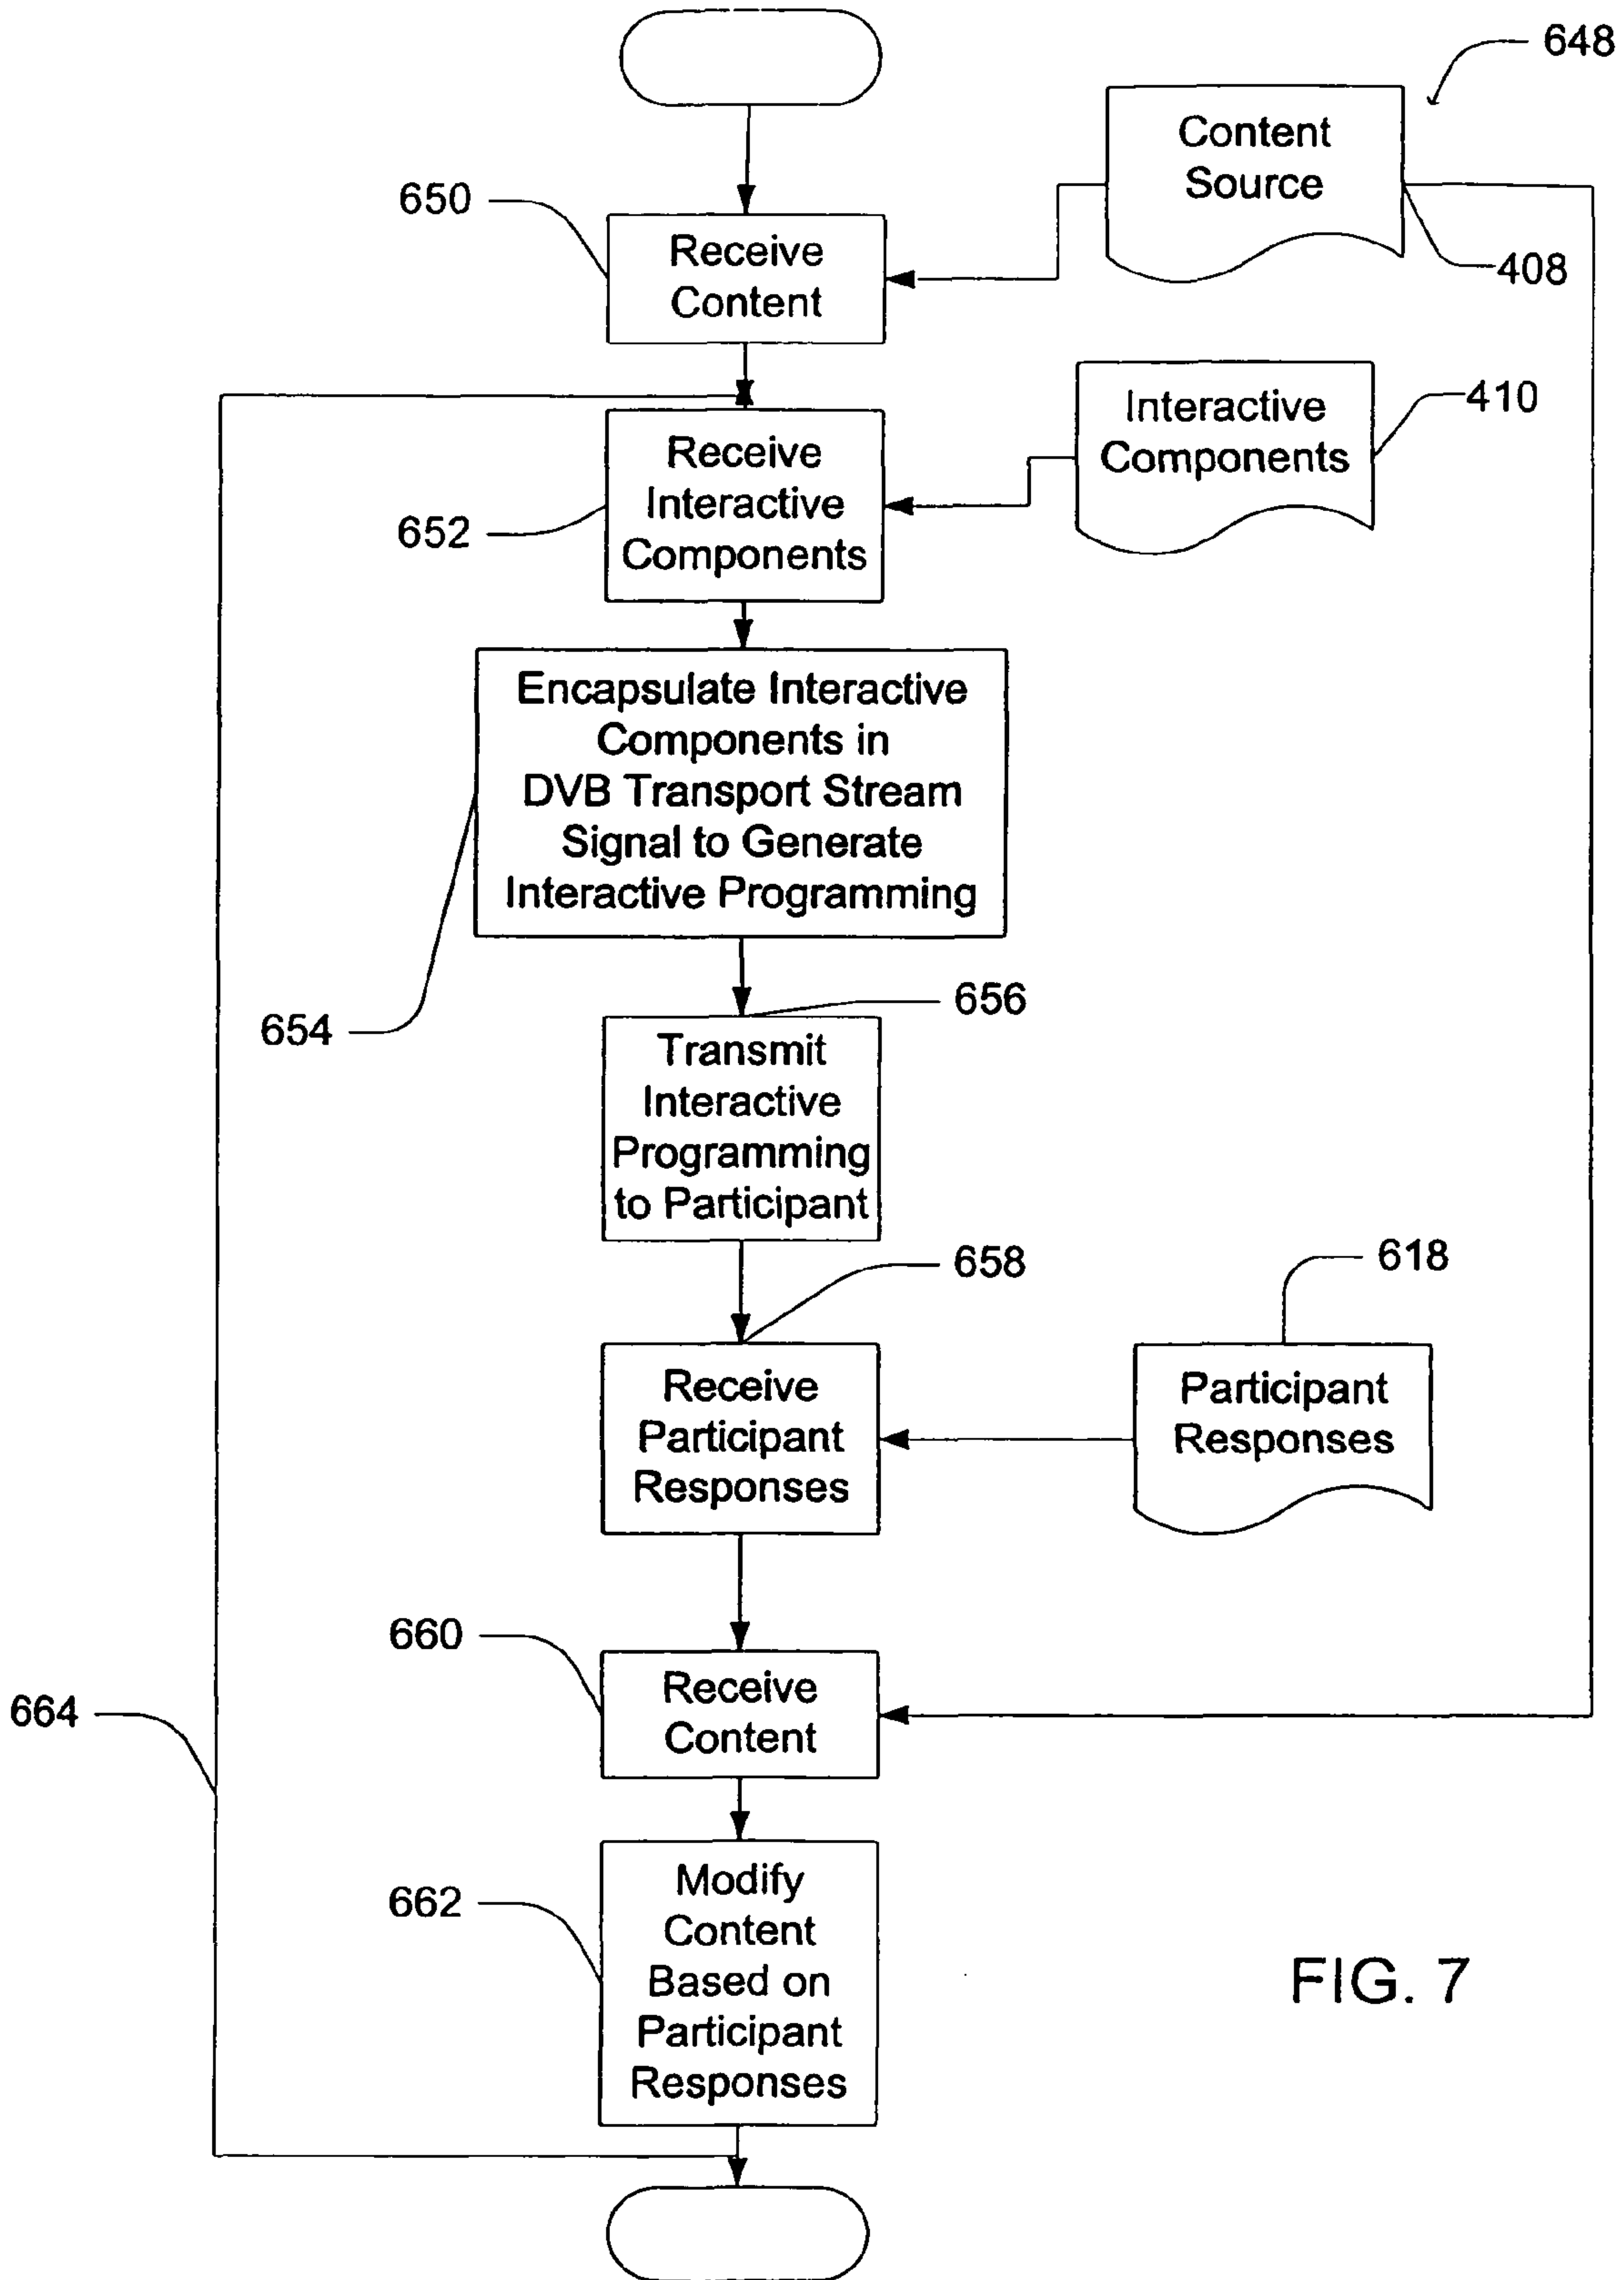 648
Content
Source
650
Receive
Content
408
Interactive
Components
410
Receive
Interactive
Components
652
Encapsulate Interactive
Components in
DVB Transport Stream
Signal to Generate
Interactive Programming
654
656
Transmit
Interactive
Programming
to Participant
658
618
Receive
Participant
Responses
Participant
Responses
660
Receive
Content
664
662
Modify
Content
Based on
Participant
Responses
FIG. 7